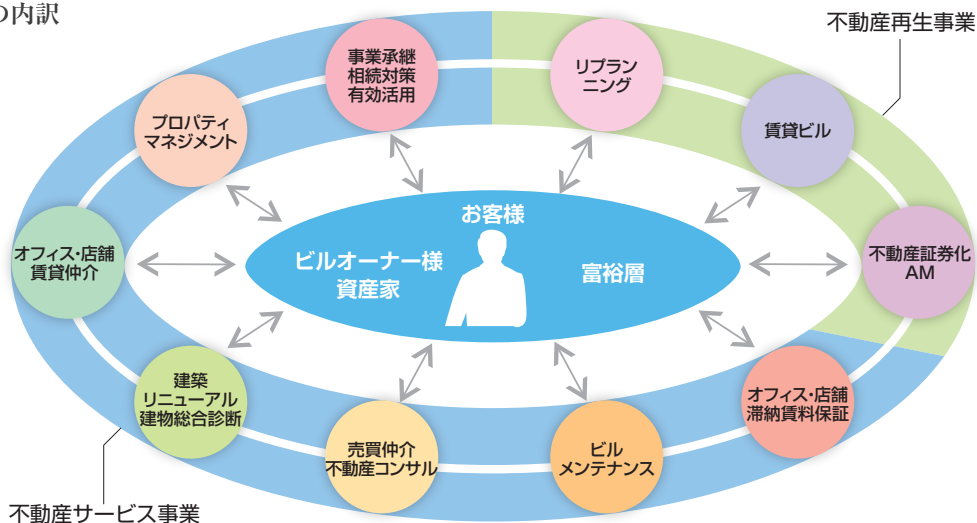 の内訳
不動産再生事業
事業承継
相続対策
有効活用
リプラン
ニング
プロパティ
マネジメント
賃貸ビル
お客様
オフィス・店舗
賃貸仲介
ビルオーナー様
資産家
富裕層
不動産証券化
AM
建築
リニューアル
建物総合診断
オフィス・店舗
滞納賃料保証
売買仲介
不動産コンサル
ビル
メンテナンス
不動産サービス事業